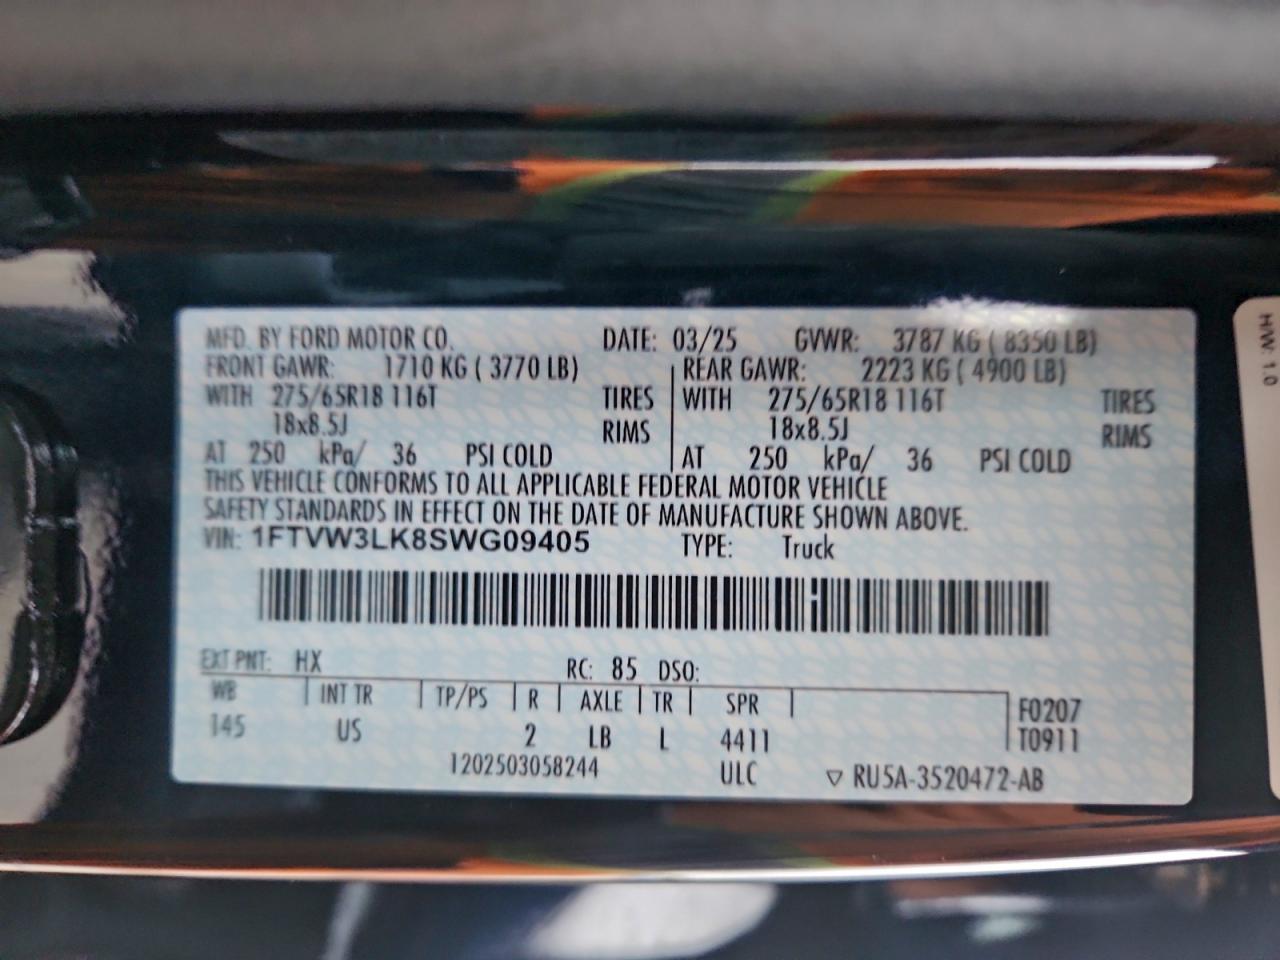 MFD. BY FORD MOTOR CO. DATE: 03/25 GVWR: 3787 KG ( 8350 LB)
FRONT GAWR: 1710 KG ( 3770 LB) REAR GAWR: 2223 KG ( 4900 LB)
WITH 275/65R18 116T TIRES WITH 275/65R18 116T TIRES
18x8.5J RIMS 18x8.5J RIMS
AT 250 kPa/ 36 PSI COLD AT 250 kPa/ 36 PSI COLD
THIS VEHICLE CONFORMS TO ALL APPLICABLE FEDERAL MOTOR VEHICLE
SAFETY STANDARDS IN EFFECT ON THE DATE OF MANUFACTURE SHOWN ABOVE.
VIN: 1FTVW3LK8SWG09405 TYPE: Truck
EXT PNT: HX RC: 85 DSO:
WB INT TR TP/PS R AXLE TR SPR F0207
145 US 2 LB L 4411 T0911
1202503058244 ULC ▽ RU5A-3520472-AB
HW: 1.0